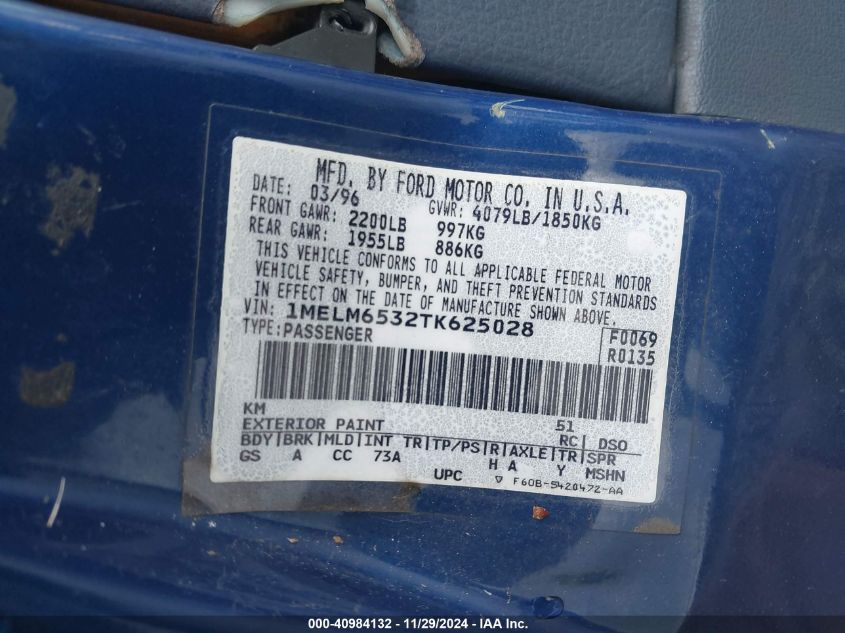 MFD. BY FORD MOTOR CO. IN U.S.A.
DATE: 03/96 GVWR: 4079LB/1850KG
FRONT GAWR: 2200LB 997KG
REAR GAWR: 1955LB 886KG
THIS VEHICLE CONFORMS TO ALL APPLICABLE FEDERAL MOTOR
VEHICLE SAFETY, BUMPER, AND THEFT PREVENTION STANDARDS
IN EFFECT ON THE DATE OF MANUFACTURE SHOWN ABOVE.
VIN: 1MELM6532TK625028
TYPE:PASSENGER
F0069
R0135
KM
EXTERIOR PAINT 51 RC DSO
BDY|BRK|MLD|INT TR|TP/PS|R|AXLE|TR|SPR
GS A CC 73A H A Y MSHN
UPC ▽ F60B-5420472-AA
000-40984132 - 11/29/2024 - IAA Inc.